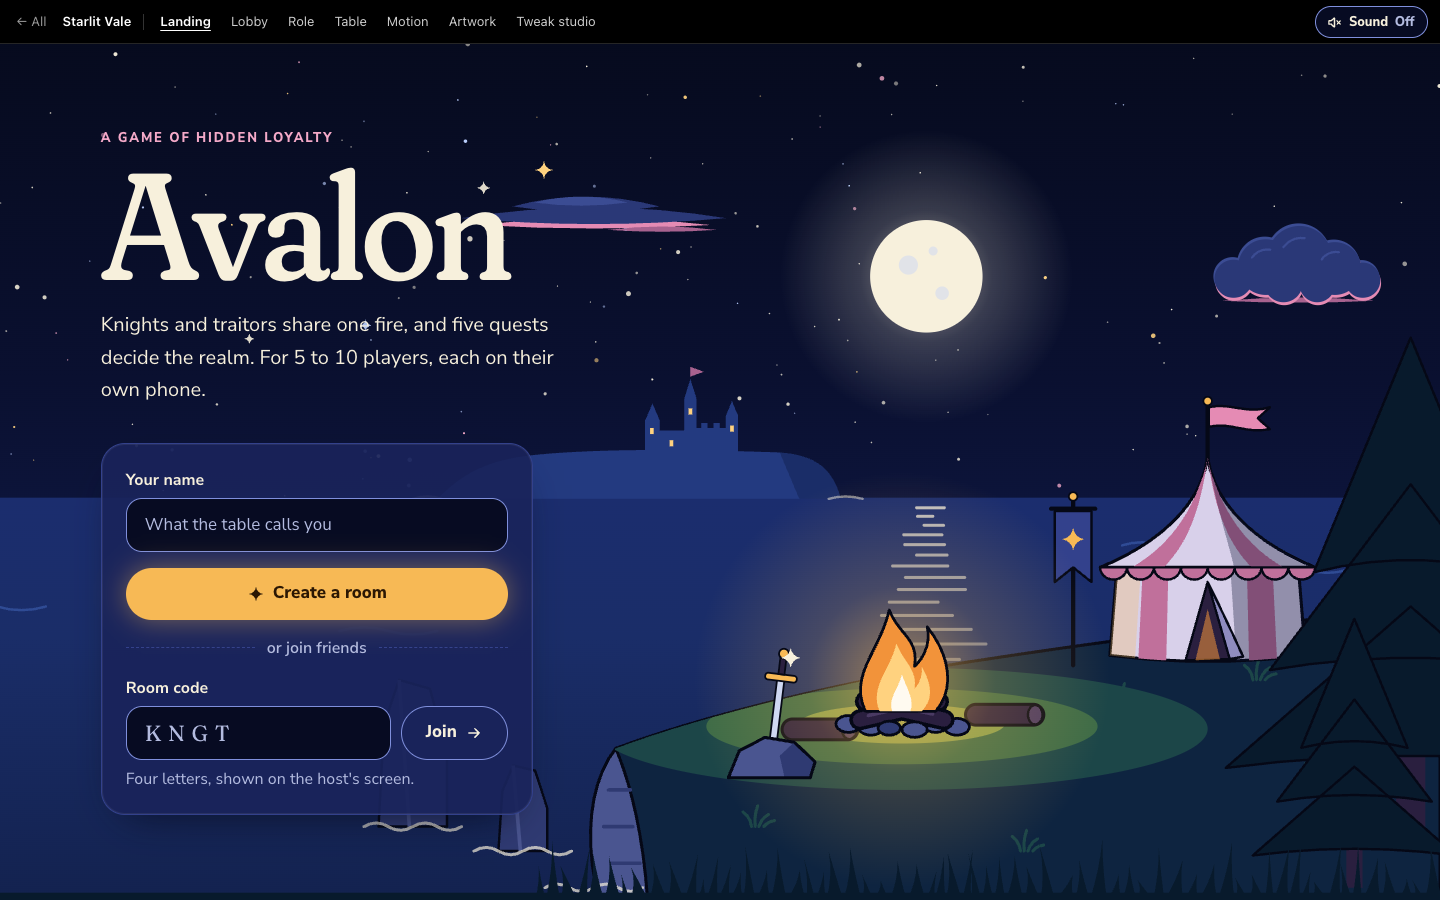 ← All Starlit Vale Landing Lobby Role Table Motion Artwork Tweak studio Sound Off
A GAME OF HIDDEN LOYALTY
Avalon
Knights and traitors share one fire, and five quests
decide the realm. For 5 to 10 players, each on their
own phone.
Your name
What the table calls you
Create a room
or join friends
Room code
KNGT Join →
Four letters, shown on the host's screen.